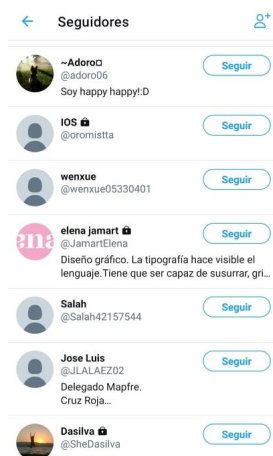 Seguidores
~Adoro□
@adoro06
Seguir
Soy happy happy!:D
IOS
@oromistta
Seguir
wenxue
@wenxue05330401
Seguir
ena
elena jamart
@JamartElena
Seguir
Diseño gráfico. La tipografía hace visible el
lenguaje.Tiene que ser capaz de susurrar, gri...
Salah
@Salah42157544
Seguir
Jose Luis
@JLALAEZ02
Seguir
Delegado Mapfre.
Cruz Roja...
Dasilva
@SheDasilva
Seguir